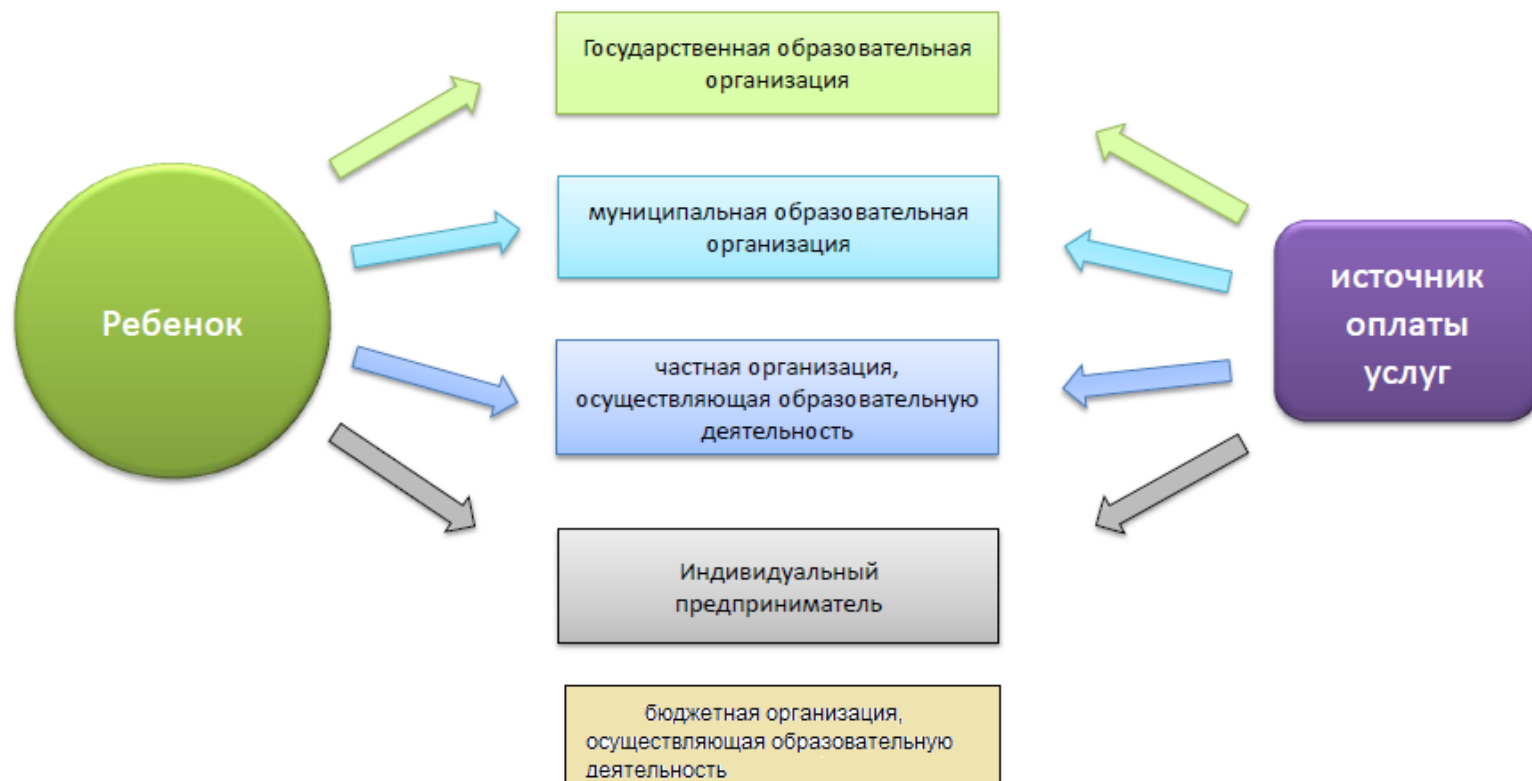 Государственная образовательная
организация
муниципальная образовательная
организация
Ребенок
источник
оплаты
услуг
частная организация,
осуществляющая образовательную
деятельность
Индивидуальный
предприниматель
бюджетная организация,
осуществляющая образовательную
деятельность